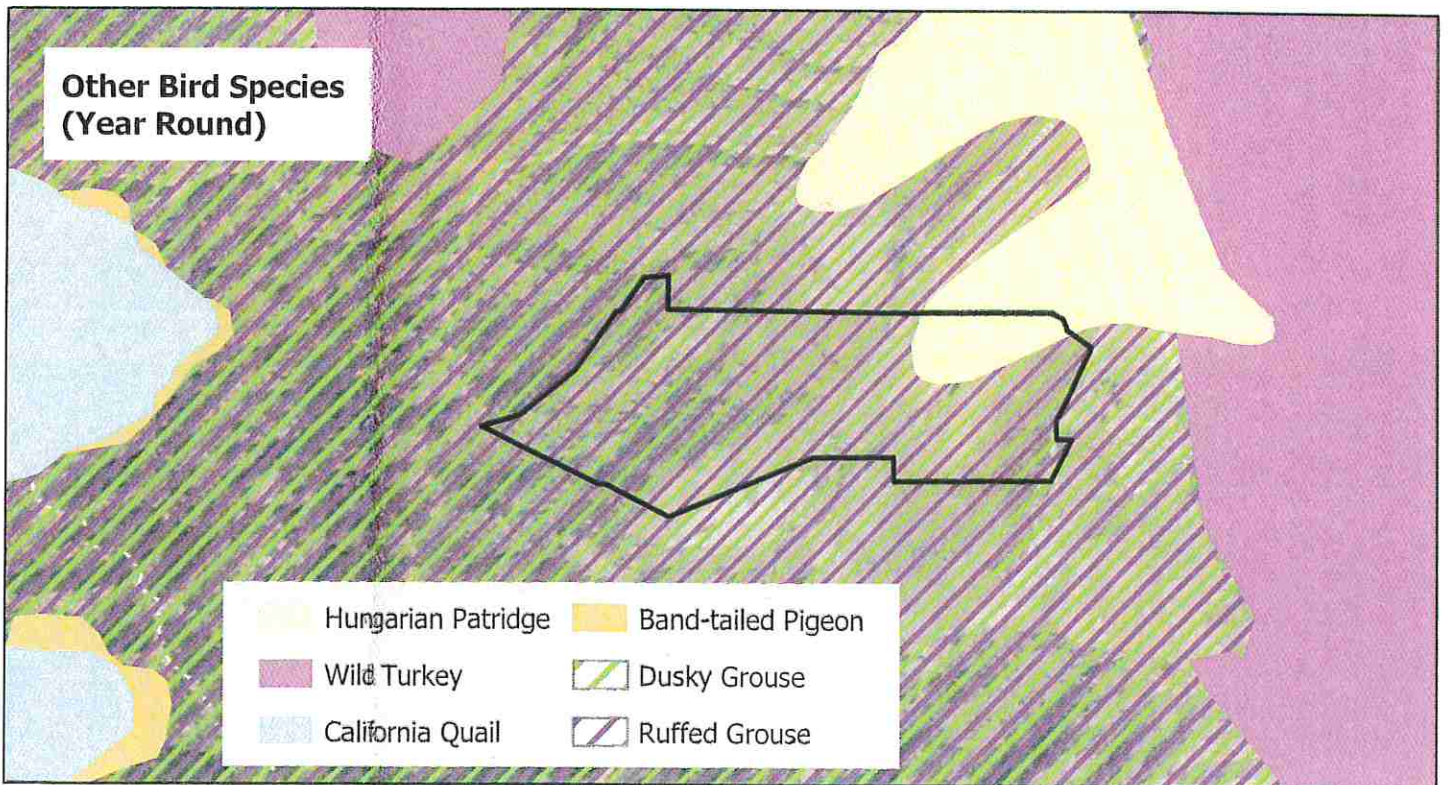 Other Bird Species
(Year Round)
Hungarian Patridge
Band-tailed Pigeon
Wild Turkey
Dusky Grouse
California Quail
Ruffed Grouse